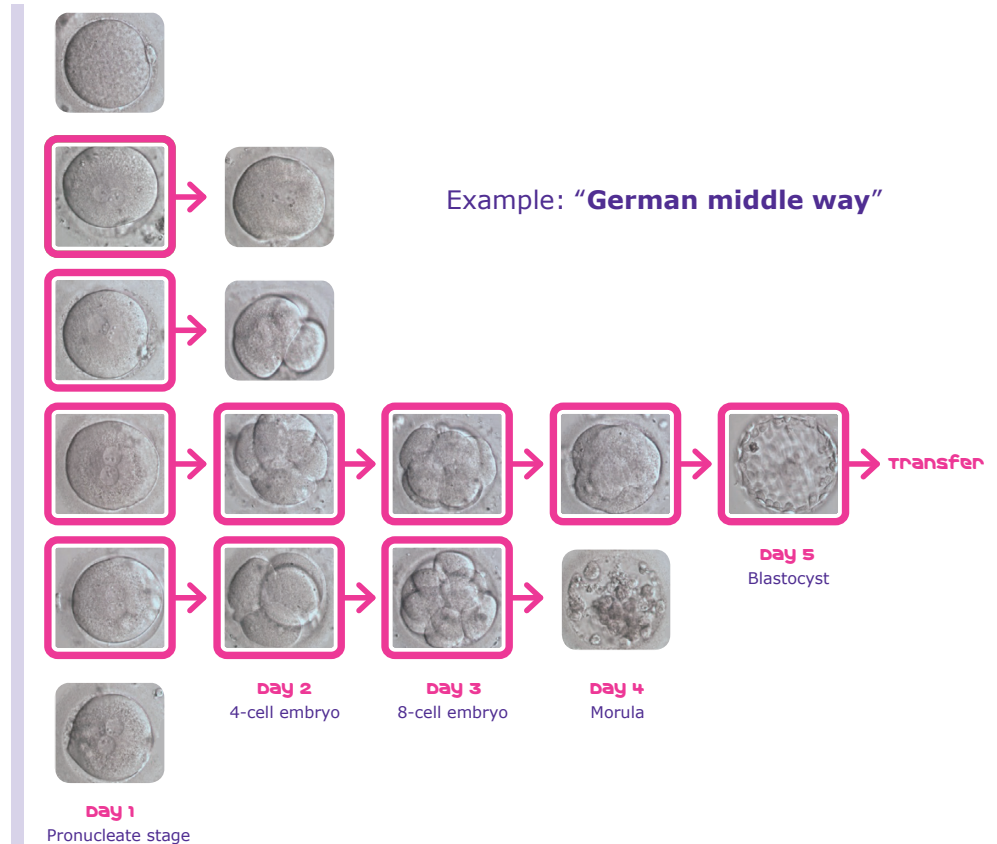 Example: “German middle way”
Transfer
Day 5
Blastocyst
Day 2
4-cell embryo
Day 3
8-cell embryo
Day 4
Morula
Day 1
Pronucleate stage